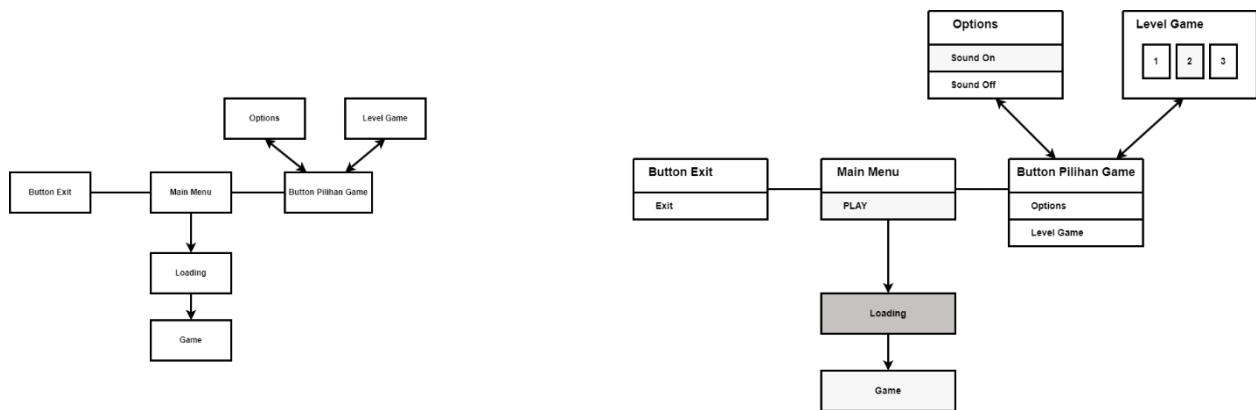 Options
Level Game
Button Exit
Main Menu
Button Pilihan Game
Loading
Game
Options
Sound On
Sound Off
Level Game
1 2 3
Button Exit
Exit
Main Menu
PLAY
Button Pilihan Game
Options
Level Game
Loading
Game